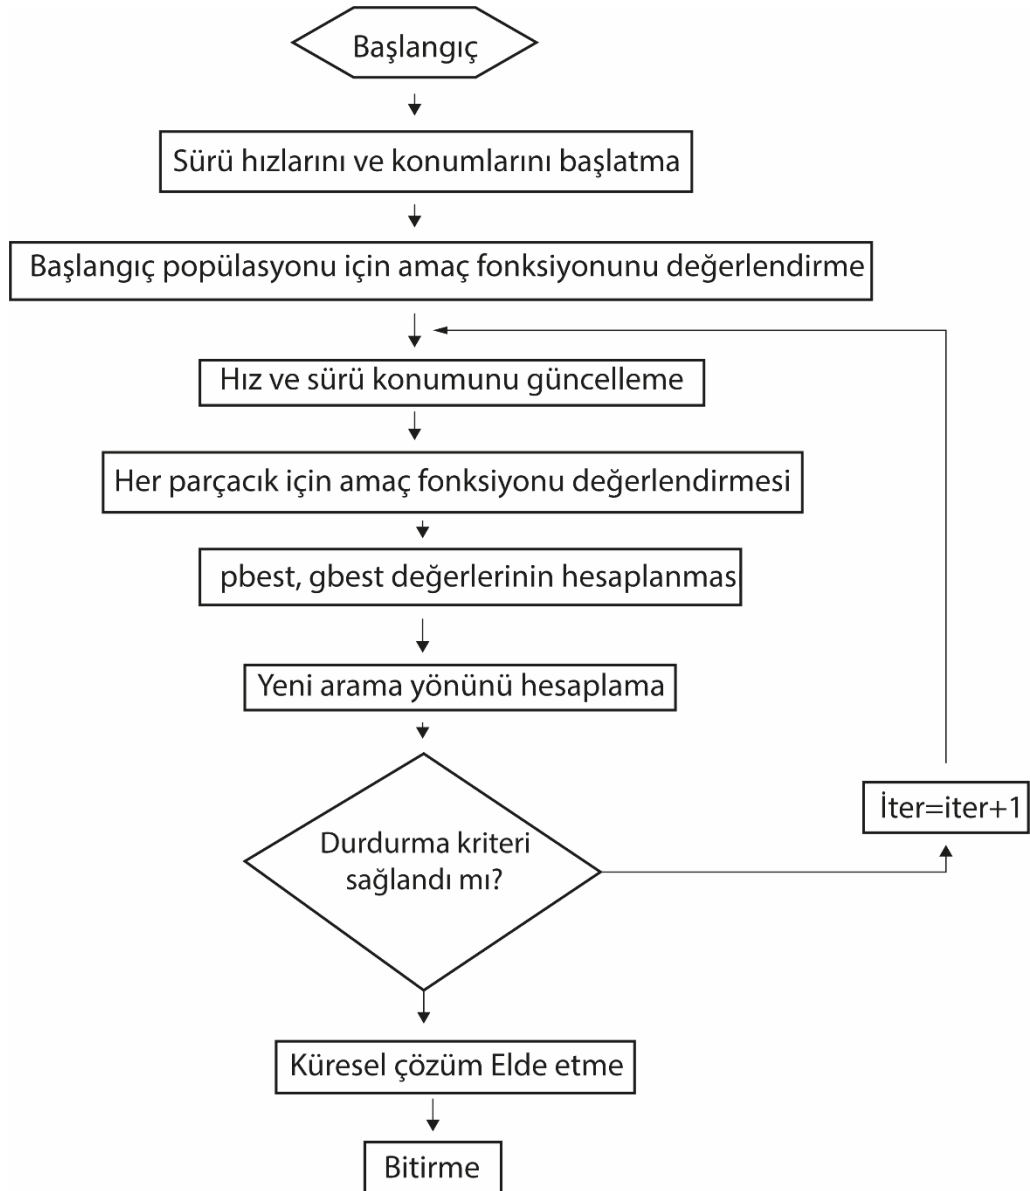 Başlangıç
Sürü hızlarını ve konumlarını başlatma
Başlangıç popülasyonu için amaç fonksiyonunu değerlendirme
Hız ve sürü konumunu güncelleme
Her parçacık için amaç fonksiyonu değerlendirmesi
pbest, gbest değerlerinin hesaplanmas
Yeni arama yönünü hesaplama
Durdurma kriteri
sağlandı mı?
İter=iter+1
Küresel çözüm Elde etme
Bitirme